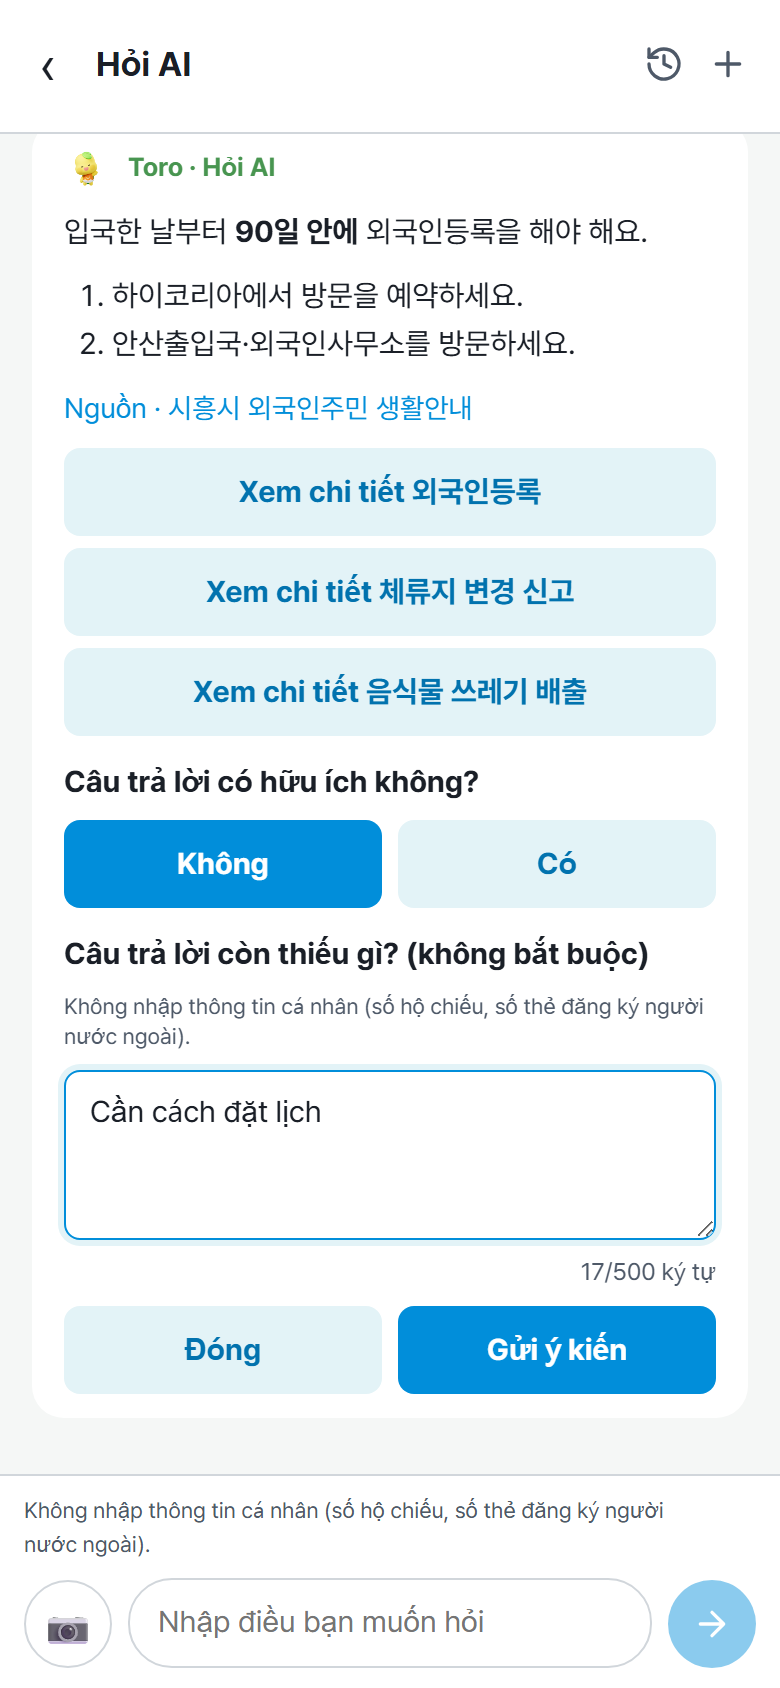 Hỏi AI
Toro · Hỏi AI
입국한 날부터 90일 안에 외국인등록을 해야 해요.
1. 하이코리아에서 방문을 예약하세요.
2. 안산출입국·외국인사무소를 방문하세요.
Nguồn · 시흥시 외국인주민 생활안내
Xem chi tiết 외국인등록
Xem chi tiết 체류지 변경 신고
Xem chi tiết 음식물 쓰레기 배출
Câu trả lời có hữu ích không?
Không
Có
Câu trả lời còn thiếu gì? (không bắt buộc)
Không nhập thông tin cá nhân (số hộ chiếu, số thẻ đăng ký người
nước ngoài).
Cần cách đặt lịch
17/500 ký tự
Đóng
Gửi ý kiến
Không nhập thông tin cá nhân (số hộ chiếu, số thẻ đăng ký người
nước ngoài).
Nhập điều bạn muốn hỏi